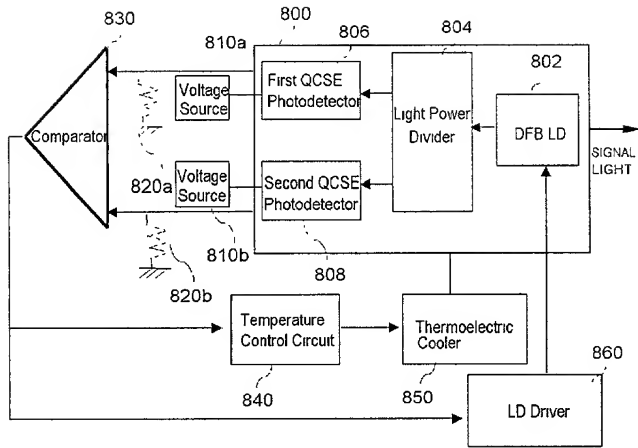 830
810a
800
806
804
802
Voltage
Source
First QCSE
Photodetector
Light Power
Divider
DFB LD
Comparator
SIGNAL
LIGHT
820a
Voltage
Source
Second QCSE
Photodetector
810b
808
820b
Temperature
Control Circuit
Thermoelectric
Cooler
860
840
850
LD Driver